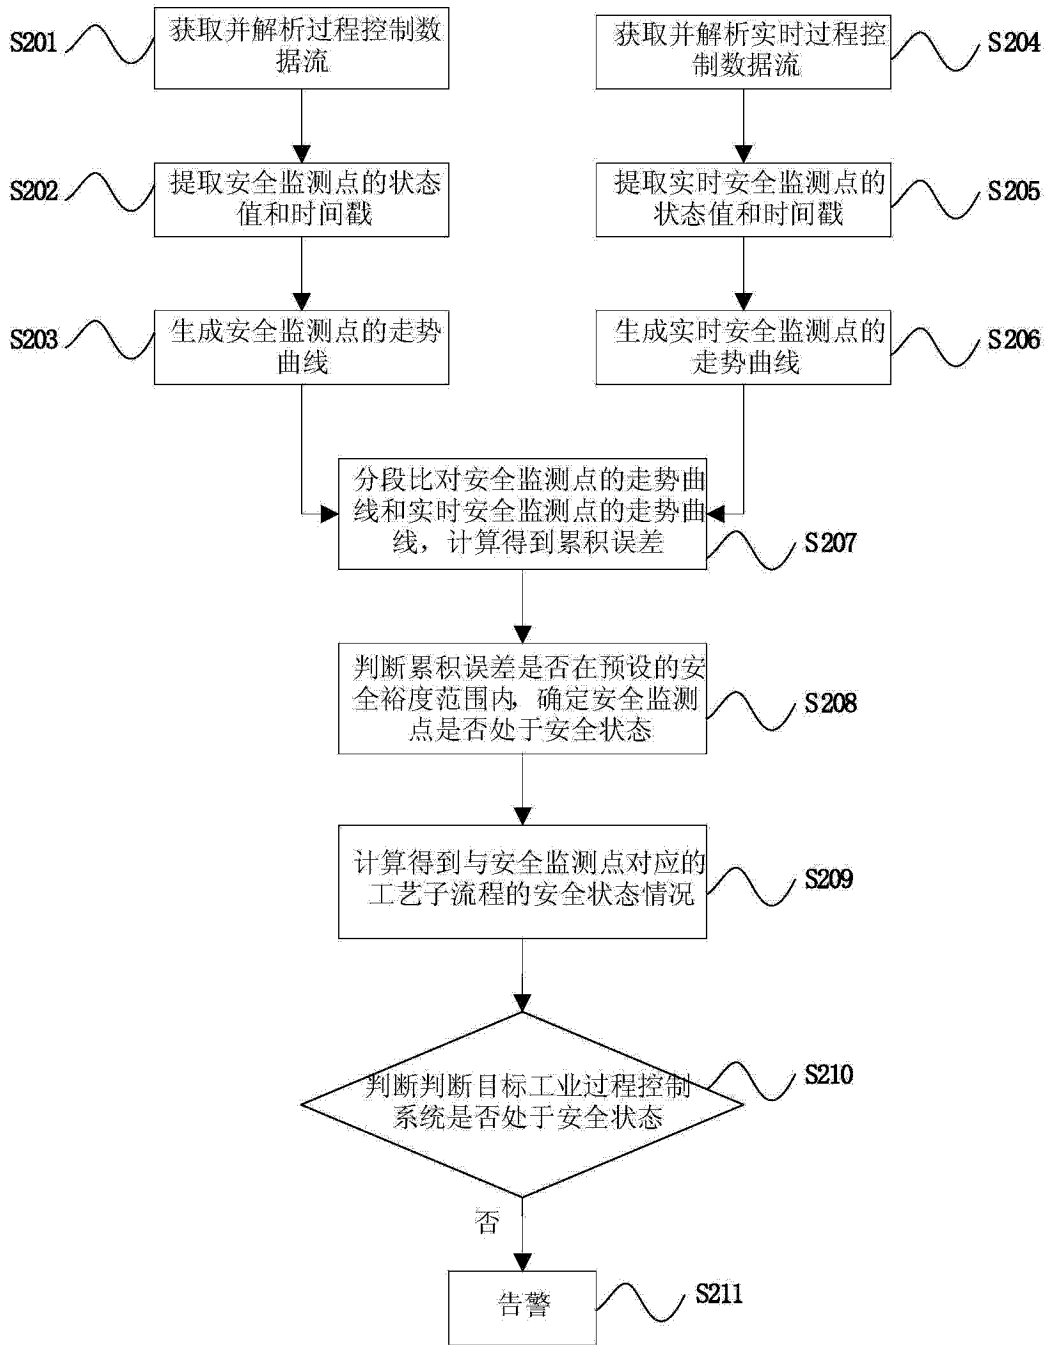 S201
获取并解析过程控制数
据流
获取并解析实时过程控
制数据流
S204
S202
提取安全监测点的状态
值和时间戳
提取实时安全监测点的
状态值和时间戳
S205
S203
生成安全监测点的走势
曲线
生成实时安全监测点的
走势曲线
S206
分段比对安全监测点的走势曲
线和实时安全监测点的走势曲
线，计算得到累积误差
S207
判断累积误差是否在预设的安
全裕度范围内，确定安全监测
点是否处于安全状态
S208
计算得到与安全监测点对应的
工艺子流程的安全状态情况
S209
判断判断目标工业过程控制
系统是否处于安全状态
S210
否
告警
S211